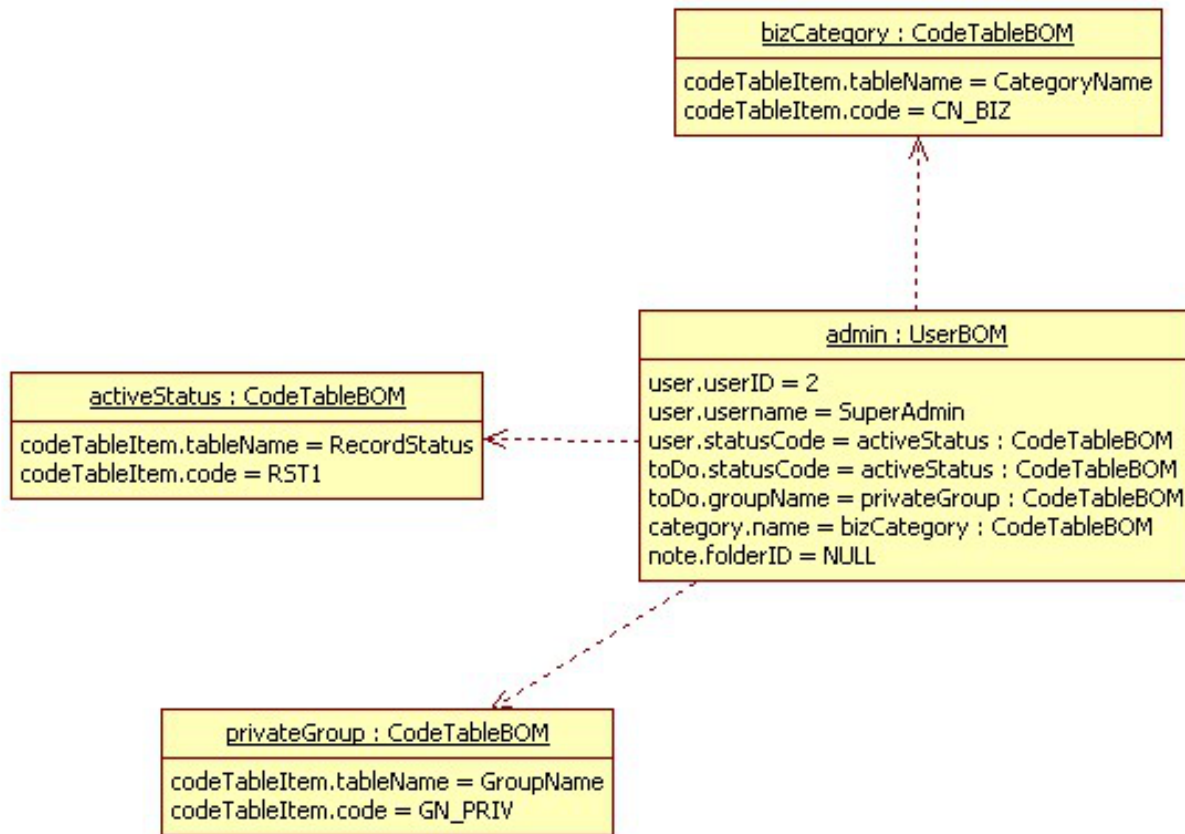 bizCategory : CodeTableBOM
codeTableItem.tableName = CategoryName
codeTableItem.code = CN_BIZ
admin : UserBOM
user.userID = 2
user.username = SuperAdmin
user.statusCode = activeStatus : CodeTableBOM
toDo.statusCode = activeStatus : CodeTableBOM
toDo.groupName = privateGroup : CodeTableBOM
category.name = bizCategory : CodeTableBOM
note.folderID = NULL
activeStatus : CodeTableBOM
codeTableItem.tableName = RecordStatus
codeTableItem.code = RST1
privateGroup : CodeTableBOM
codeTableItem.tableName = GroupName
codeTableItem.code = GN_PRIV